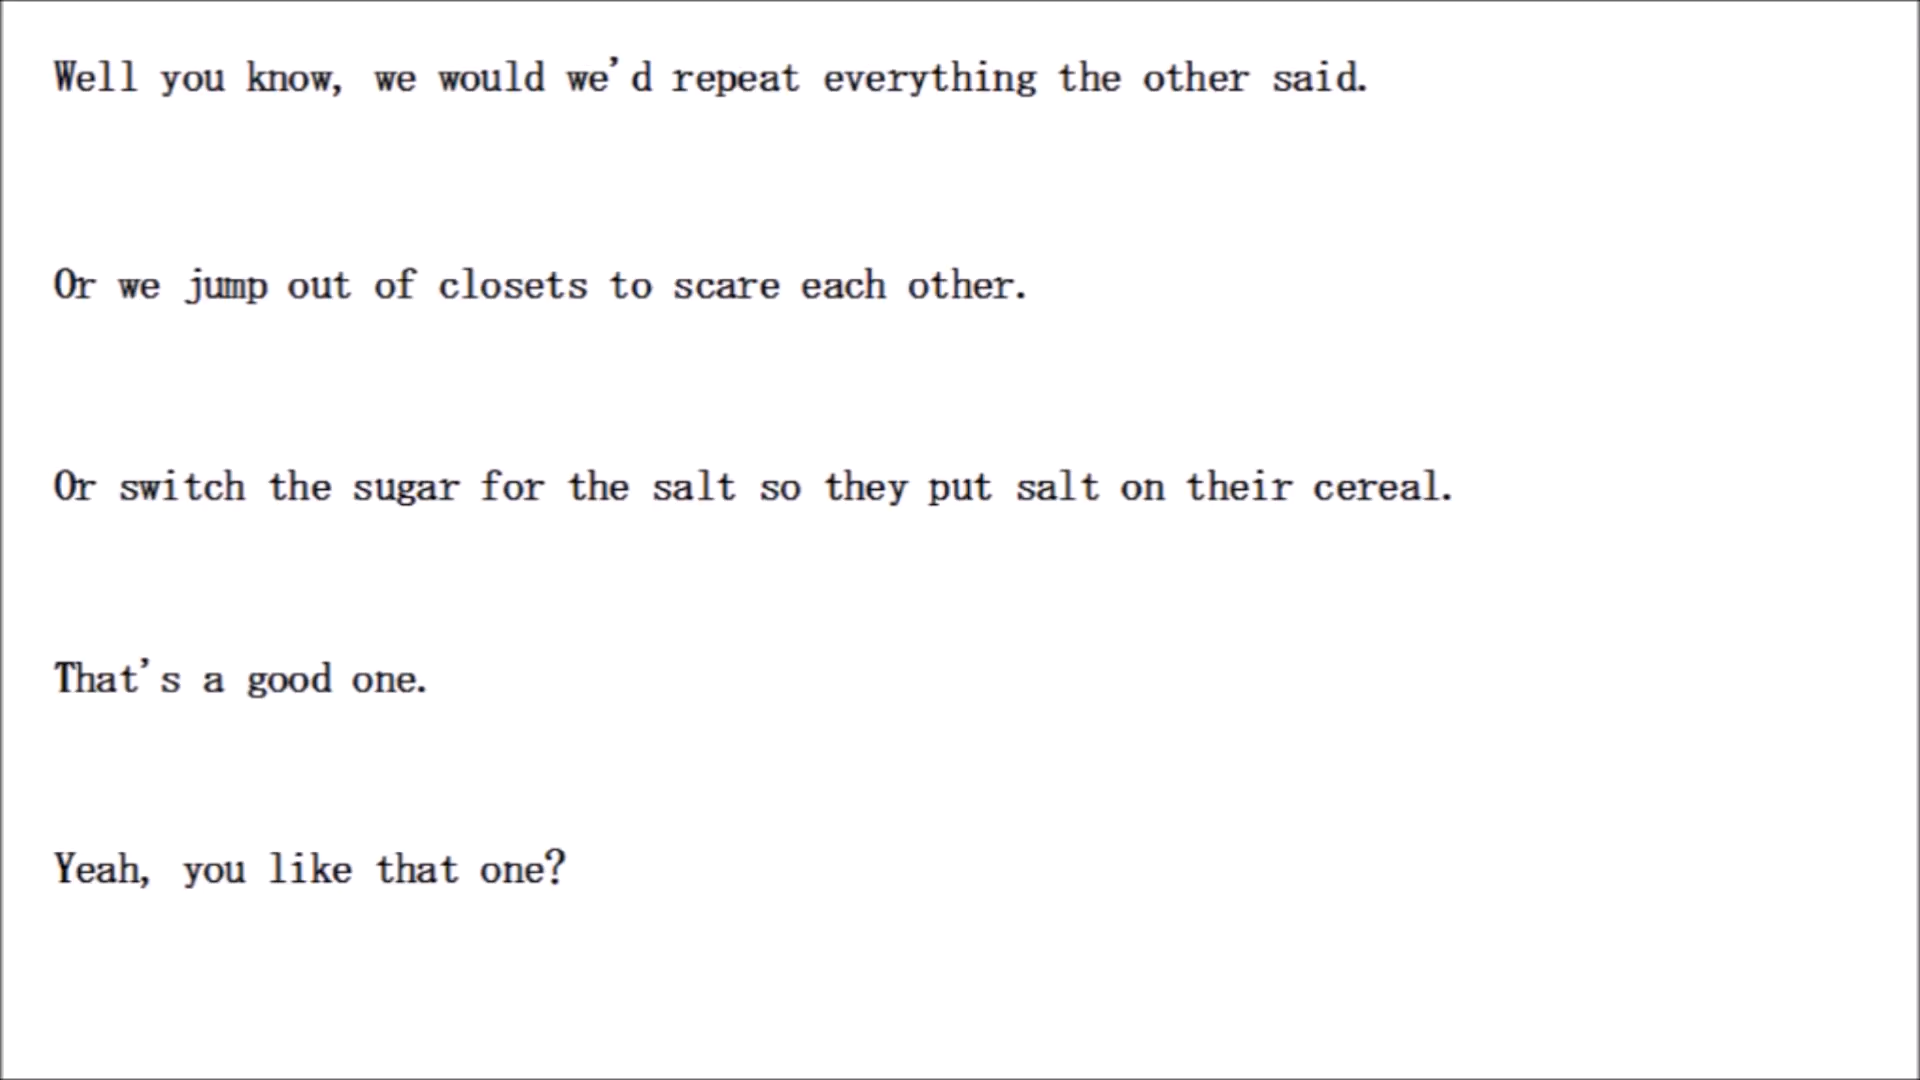 Well you know, we would we'd repeat everything the other said.
Or we jump out of closets to scare each other.
Or switch the sugar for the salt so they put salt on their cereal.
That's a good one.
Yeah, you like that one?